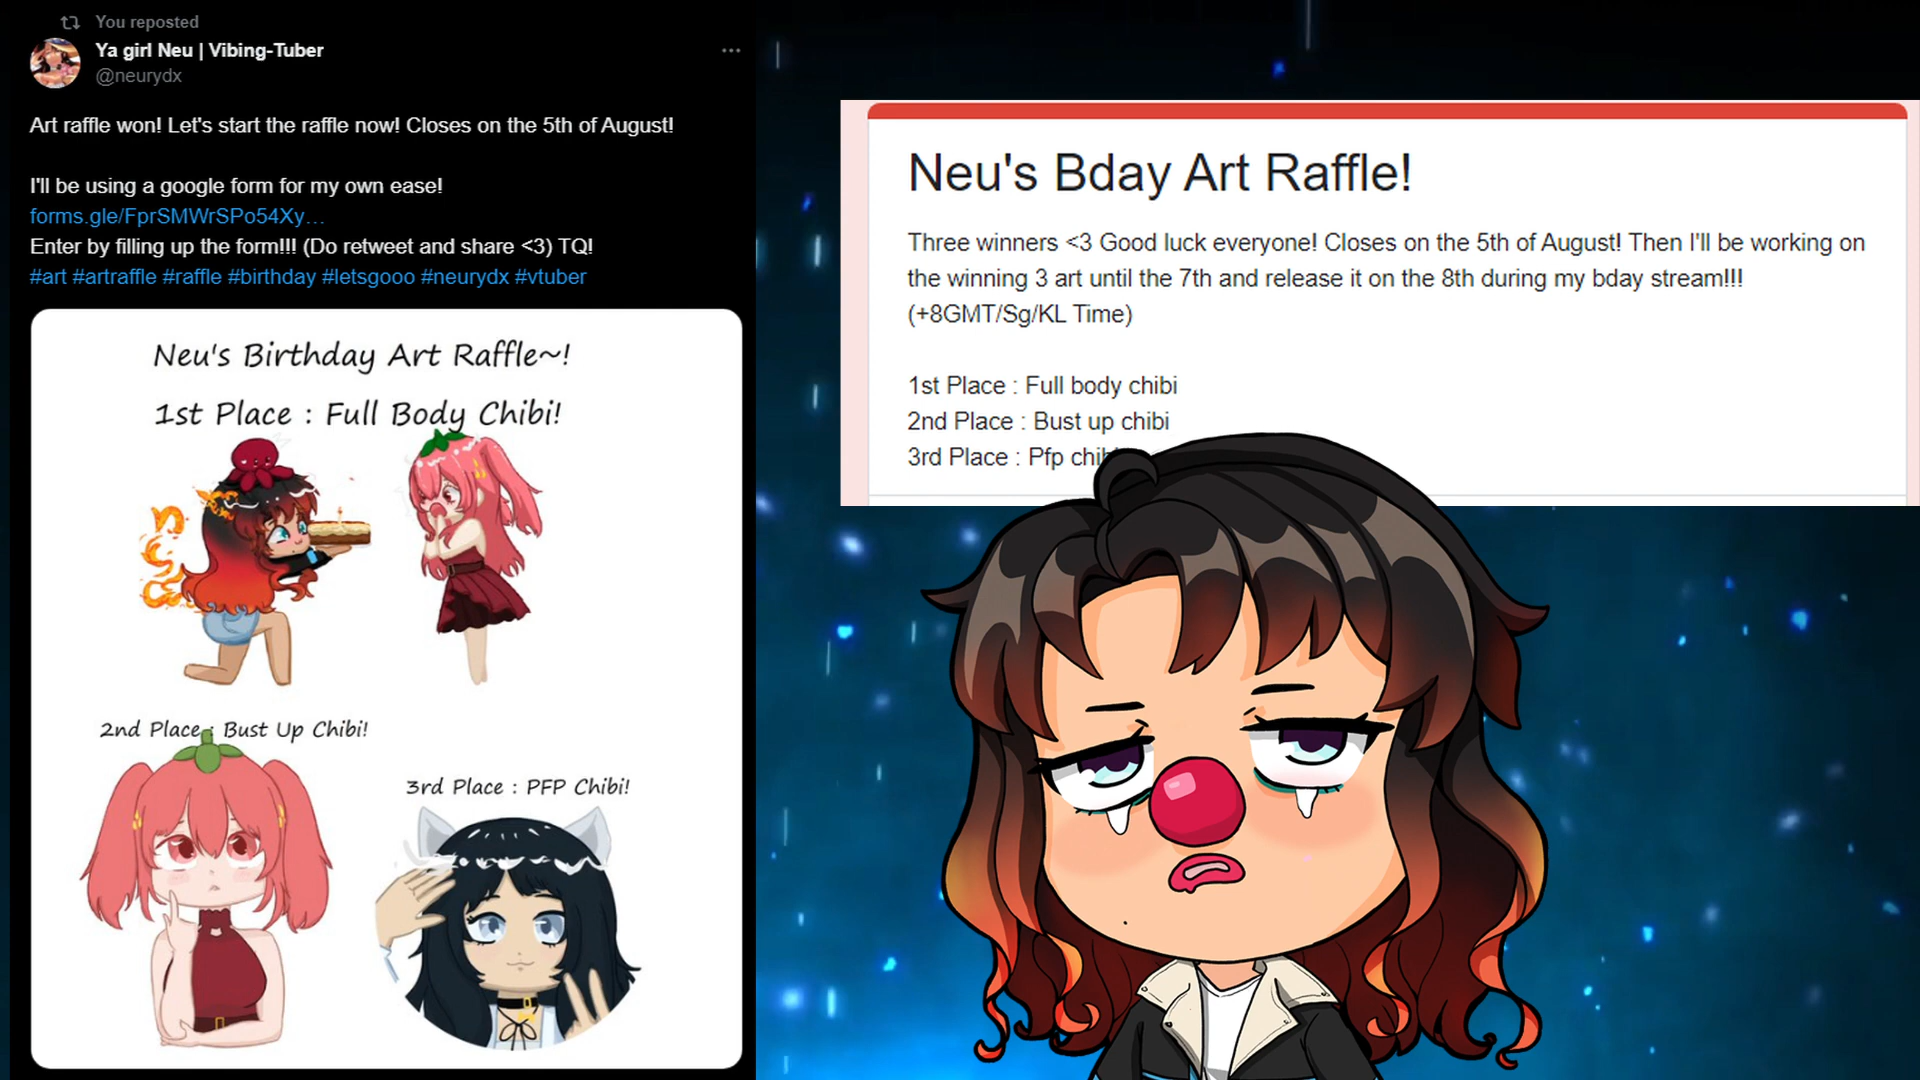 You reposted
Ya girl Neu | Vibing-Tuber
@neurydx
Art raffle won! Let's start the raffle now! Closes on the 5th of August!
I'll be using a google form for my own ease!
forms.gle/FprSMWrSPo54Xy…
Enter by filling up the form!!! (Do retweet and share <3) TQ!
#art #artraffle #raffle #birthday #letsgooo #neurydx #vtuber
Neu's Birthday Art Raffle~!
1st Place : Full Body Chibi!
2nd Place : Bust Up Chibi!
3rd Place : PFP Chibi!
Neu's Bday Art Raffle!
Three winners <3 Good luck everyone! Closes on the 5th of August! Then I'll be working on
the winning 3 art until the 7th and release it on the 8th during my bday stream!!!
(+8GMT/Sg/KL Time)
1st Place : Full body chibi
2nd Place : Bust up chibi
3rd Place : Pfp